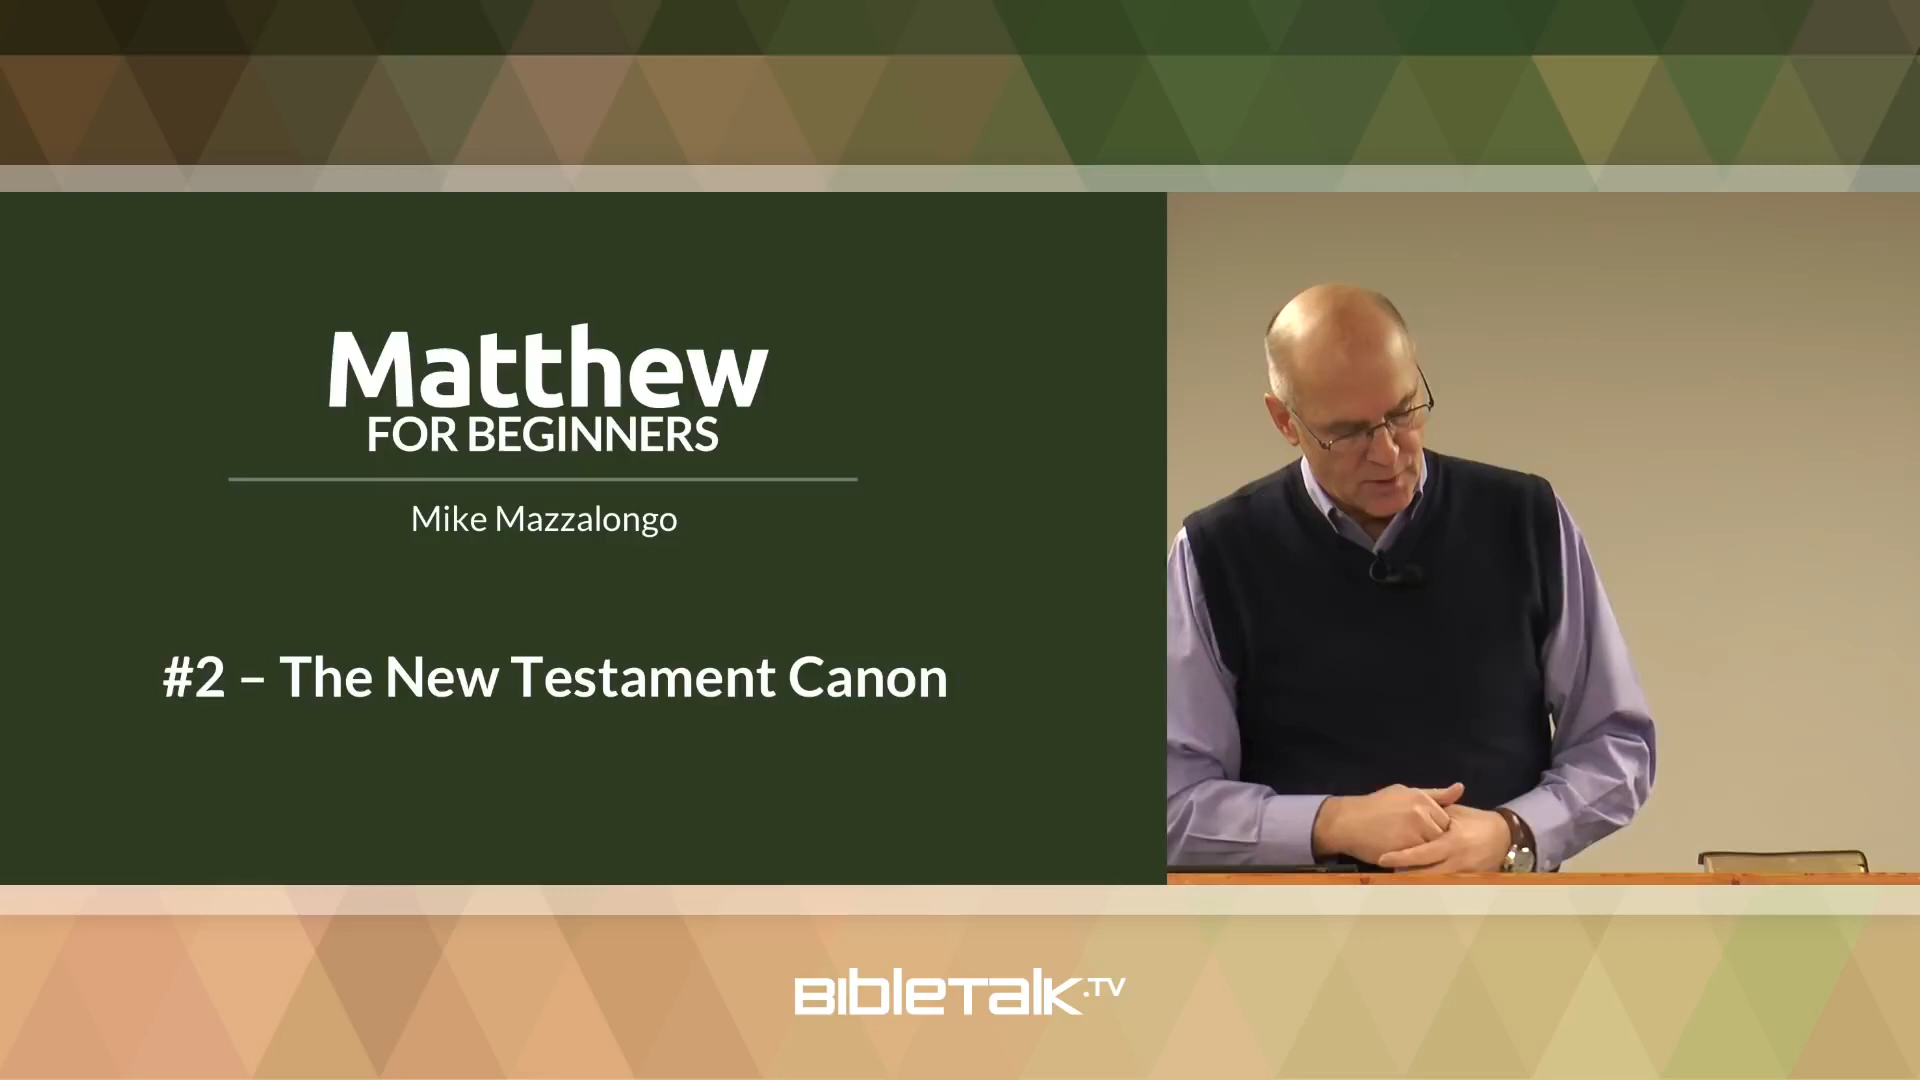 Matthew
FOR BEGINNERS
Mike Mazzalongo
#2 – The New Testament Canon
BIBLETALK.TV